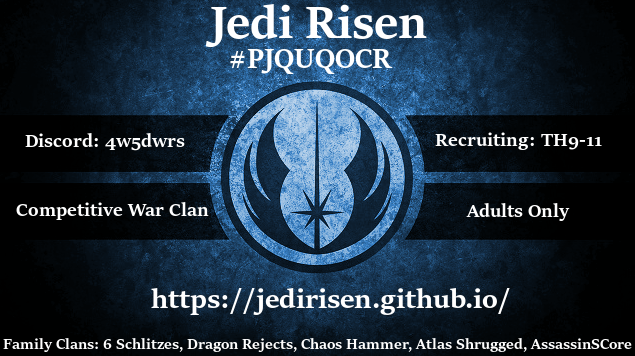 Jedi Risen
#PJQUQOCR
Discord: 4w5dwrs
Recruiting: TH9-11
Competitive War Clan
Adults Only
https://jedirisen.github.io/
Family Clans: 6 Schlitzes, Dragon Rejects, Chaos Hammer, Atlas Shrugged, AssassinSCore